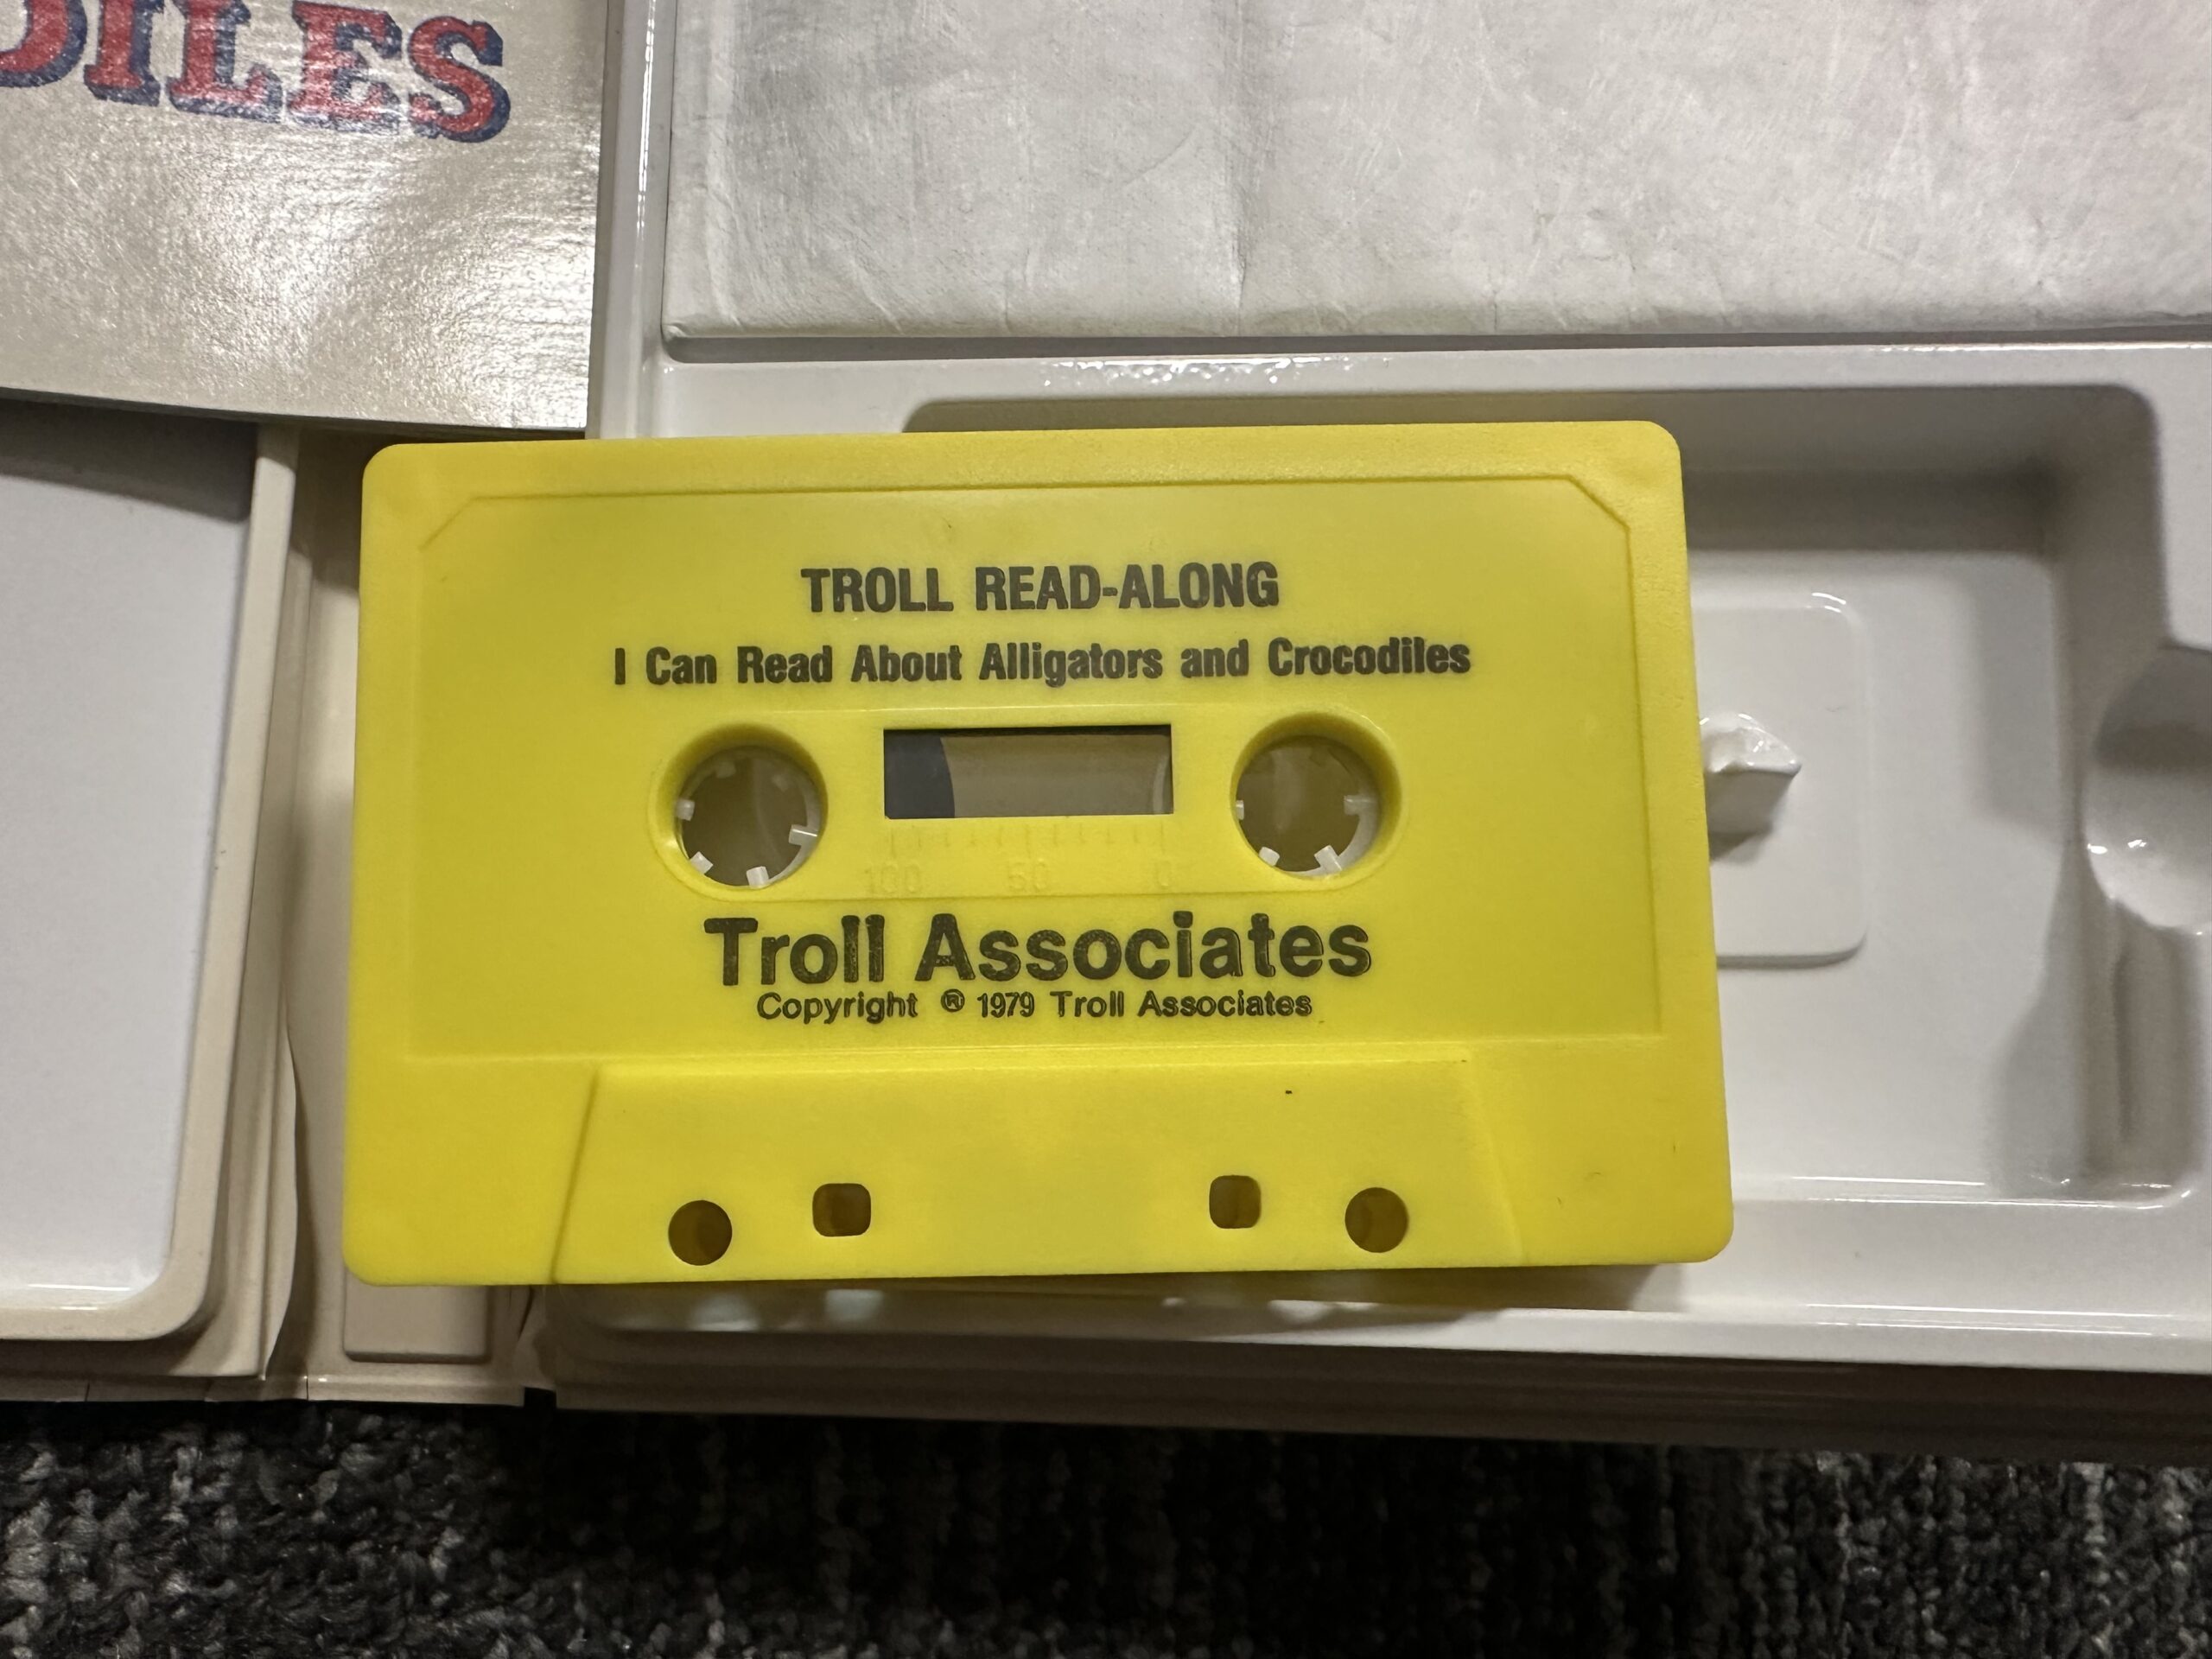 DILES
TROLL READ-ALONG
I Can Read About Alligators and Crocodiles
100 50 0
Troll Associates
Copyright ® 1979 Troll Associates